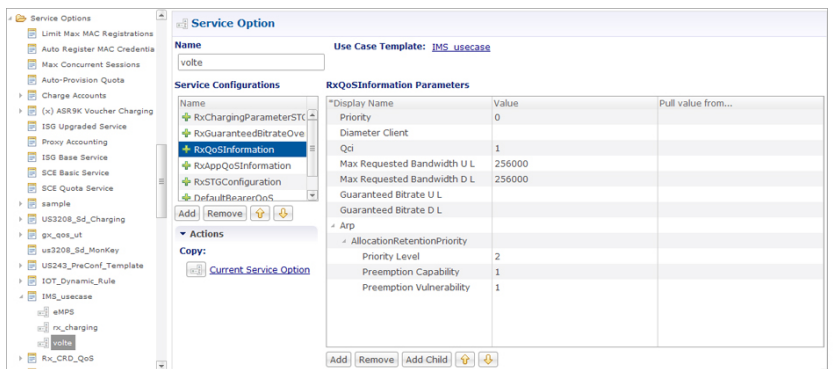 Service Options
Limit Max MAC Registrations
Auto Register MAC Credentia
Max Concurrent Sessions
Auto-Provision Quota
Charge Accounts
(x) ASR9K Voucher Charging
ISG Upgraded Service
Proxy Accounting
ISG Base Service
SCE Basic Service
SCE Quota Service
sample
US3208_Sd_Charging
gx_qos_ut
us3208_Sd_MonKey
US243_PreConf_Template
IOT_Dynamic_Rule
IMS_usecase
eMPS
rx_charging
volte
Rx_CRD_QoS
Service Option
Name
volte
Use Case Template: IMS_usecase
Service Configurations
Name
RxChargingParameterSTG
RxGuaranteedBitrateOve
RxQoSInformation
RxAppQoSInformation
RxSTGConfiguration
DefaultBearerQoS
Add Remove
Actions
Copy:
Current Service Option
RxQoSInformation Parameters
*Display Name Value Pull value from...
Priority 0
Diameter Client
Qci 1
Max Requested Bandwidth U L 256000
Max Requested Bandwidth D L 256000
Guaranteed Bitrate U L
Guaranteed Bitrate D L
Arp
AllocationRetentionPriority
Priority Level 2
Preemption Capability 1
Preemption Vulnerability 1
Add Remove Add Child